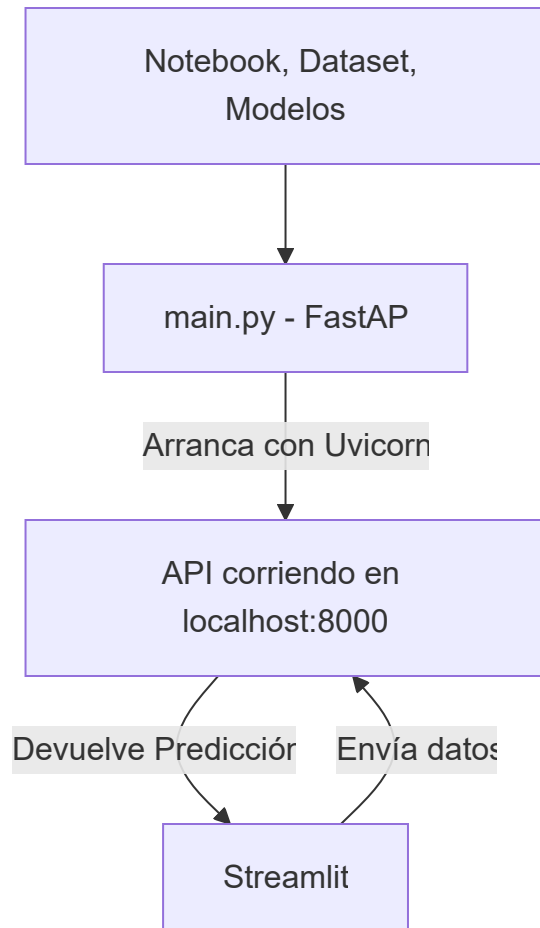 Notebook, Dataset,
Modelos
main.py - FastAP
Arranca con Uvicorn
API corriendo en
localhost:8000
Devuelve Predicción
Envía datos
Streamlit